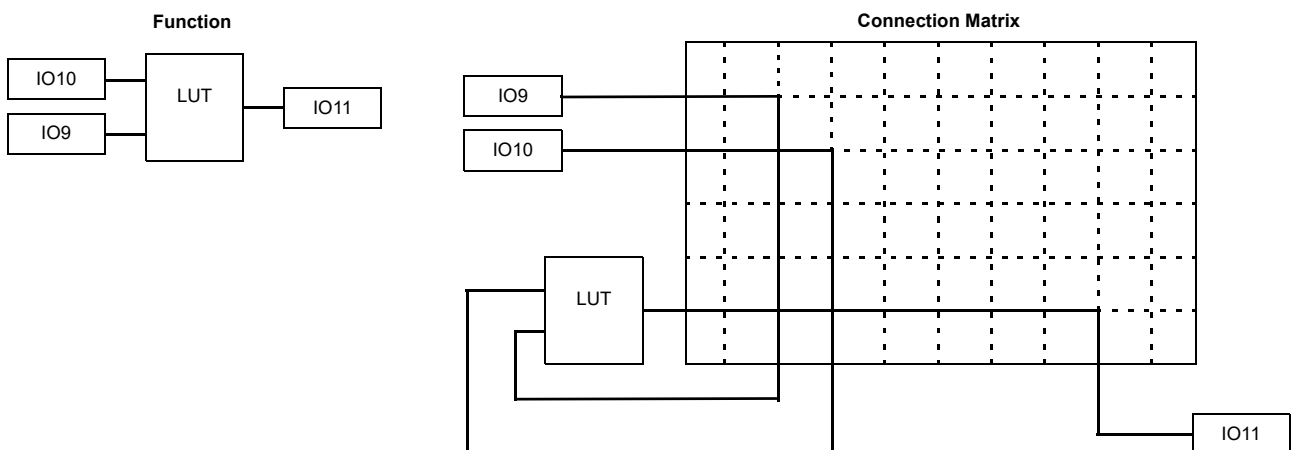 Function
IO10
IO9
LUT
IO11
Connection Matrix
IO9
IO10
LUT
IO11